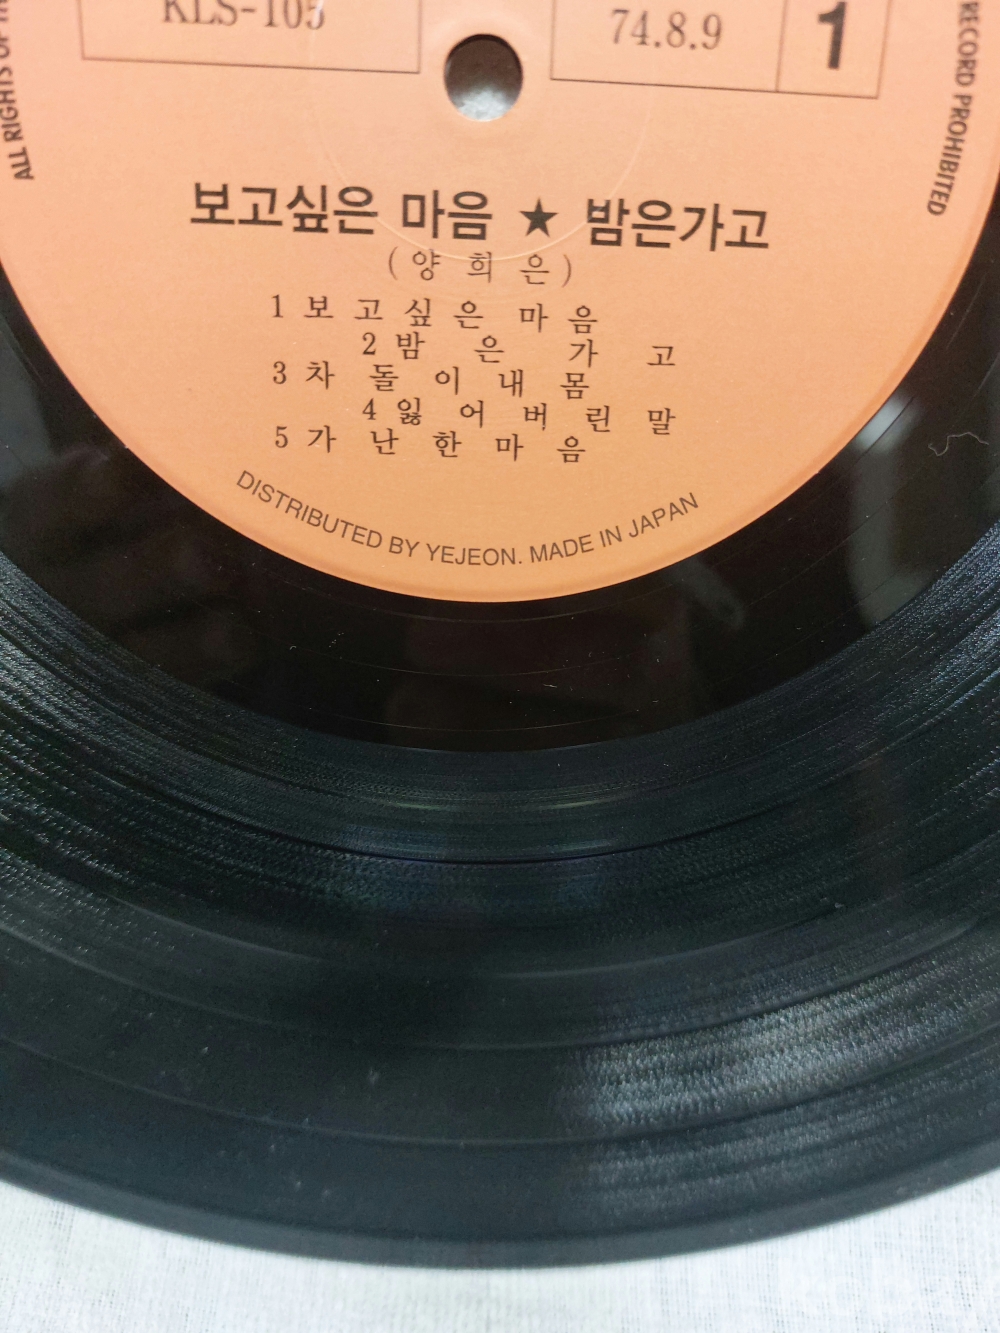 KLS-105
74.8.9
1
ALL RIGHTS OF
RECORD PROHIBITED
보고싶은 마음 ★ 밤은가고
(양 희 은)
1 보 고 싶 은 마 음
2 밤 은 가 고
3 차 돌 이 내 몸
4 잃 어 버 린 말
5 가 난 한 마 음
DISTRIBUTED BY YEJEON. MADE IN JAPAN